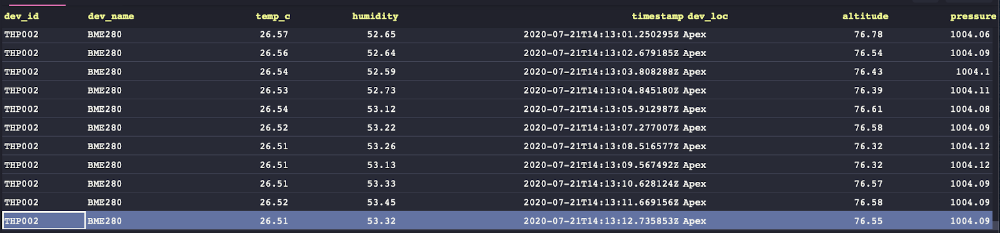 dev_id dev_name temp_c humidity timestamp dev_loc altitude pressure
THP002 BME280 26.57 52.65 2020-07-21T14:13:01.250295Z Apex 76.78 1004.06
THP002 BME280 26.56 52.64 2020-07-21T14:13:02.679185Z Apex 76.54 1004.09
THP002 BME280 26.54 52.59 2020-07-21T14:13:03.808288Z Apex 76.43 1004.1
THP002 BME280 26.53 52.73 2020-07-21T14:13:04.845180Z Apex 76.39 1004.11
THP002 BME280 26.54 53.12 2020-07-21T14:13:05.912987Z Apex 76.61 1004.08
THP002 BME280 26.52 53.22 2020-07-21T14:13:07.277007Z Apex 76.58 1004.09
THP002 BME280 26.51 53.26 2020-07-21T14:13:08.516577Z Apex 76.32 1004.12
THP002 BME280 26.51 53.13 2020-07-21T14:13:09.567492Z Apex 76.32 1004.12
THP002 BME280 26.51 53.33 2020-07-21T14:13:10.628124Z Apex 76.57 1004.09
THP002 BME280 26.52 53.45 2020-07-21T14:13:11.669156Z Apex 76.58 1004.09
THP002 BME280 26.51 53.32 2020-07-21T14:13:12.735853Z Apex 76.55 1004.09